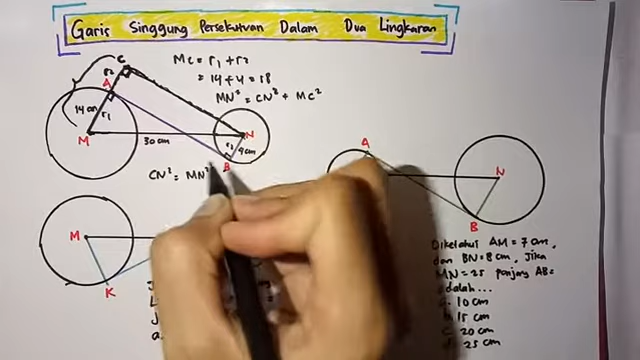 Garis Singgung Persekutuan Dalam Dua Lingkaran
C
r2
A
14 cm
r1
M
30 cm
N
r2
4 cm
B
MC = r1 + r2
= 14 + 4 = 18
MN² = CN² + MC²
CN² = MN²
M
K
A
N
B
Diketahui AM = 7 cm,
dan BN = 8 cm, Jika
MN = 25 panjang AB =
adalah ...
a. 10 cm
b. 15 cm
c. 20 cm
d. 25 cm